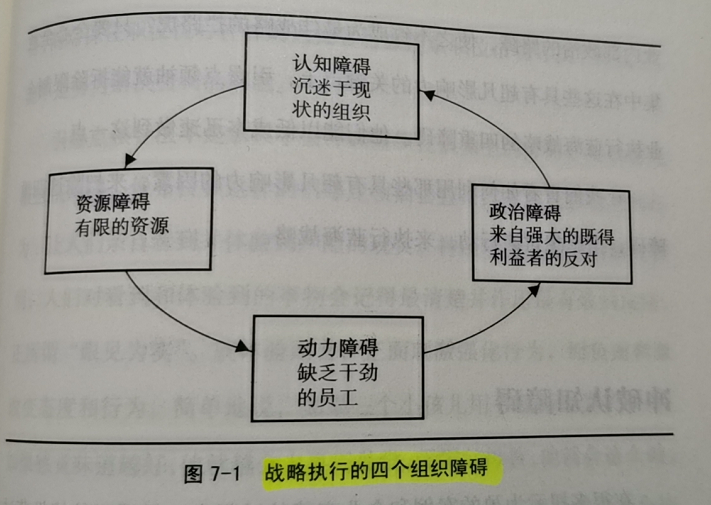 认知障碍
沉迷于现
状的组织
资源障碍
有限的资源
政治障碍
来自强大的既得
利益者的反对
动力障碍
缺乏干劲
的员工
图 7-1 战略执行的四个组织障碍